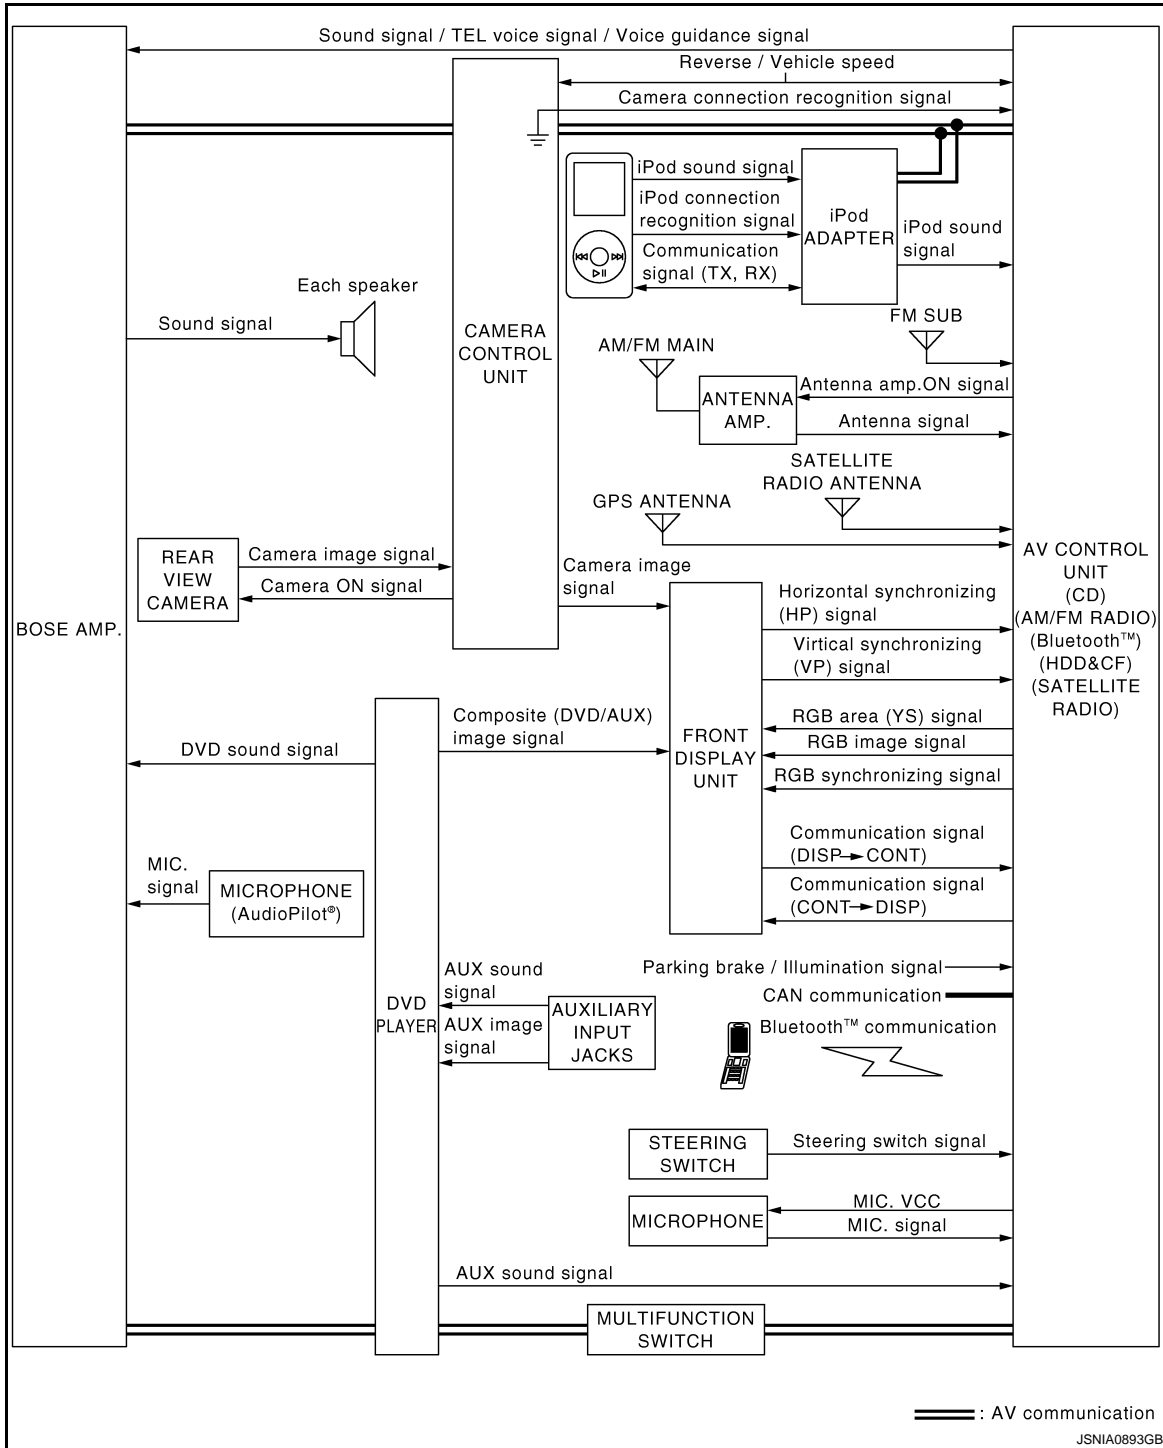 Sound signal / TEL voice signal / Voice guidance signal
Reverse / Vehicle speed
Camera connection recognition signal
iPod sound signal
iPod connection
recognition signal
Communication
signal (TX, RX)
iPod
ADAPTER
iPod sound
signal
Each speaker
Sound signal
CAMERA
CONTROL
UNIT
FM SUB
AM/FM MAIN
ANTENNA
AMP.
Antenna amp.ON signal
Antenna signal
SATELLITE
RADIO ANTENNA
GPS ANTENNA
REAR
VIEW
CAMERA
Camera image signal
Camera ON signal
Camera image
signal
BOSE AMP.
AV CONTROL
UNIT
(CD)
(AM/FM RADIO)
(Bluetooth™)
(HDD&CF)
(SATELLITE
RADIO)
Horizontal synchronizing
(HP) signal
Virtical synchronizing
(VP) signal
Composite (DVD/AUX)
image signal
FRONT
DISPLAY
UNIT
RGB area (YS) signal
RGB image signal
RGB synchronizing signal
DVD sound signal
Communication signal
(DISP→CONT)
Communication signal
(CONT→DISP)
MIC.
signal
MICROPHONE
(AudioPilot®)
Parking brake / Illumination signal
CAN communication
Bluetooth™ communication
DVD
PLAYER
AUX sound
signal
AUX image
signal
AUXILIARY
INPUT
JACKS
STEERING
SWITCH
Steering switch signal
MICROPHONE
MIC. VCC
MIC. signal
AUX sound signal
MULTIFUNCTION
SWITCH
: AV communication
JSNIA0893GB